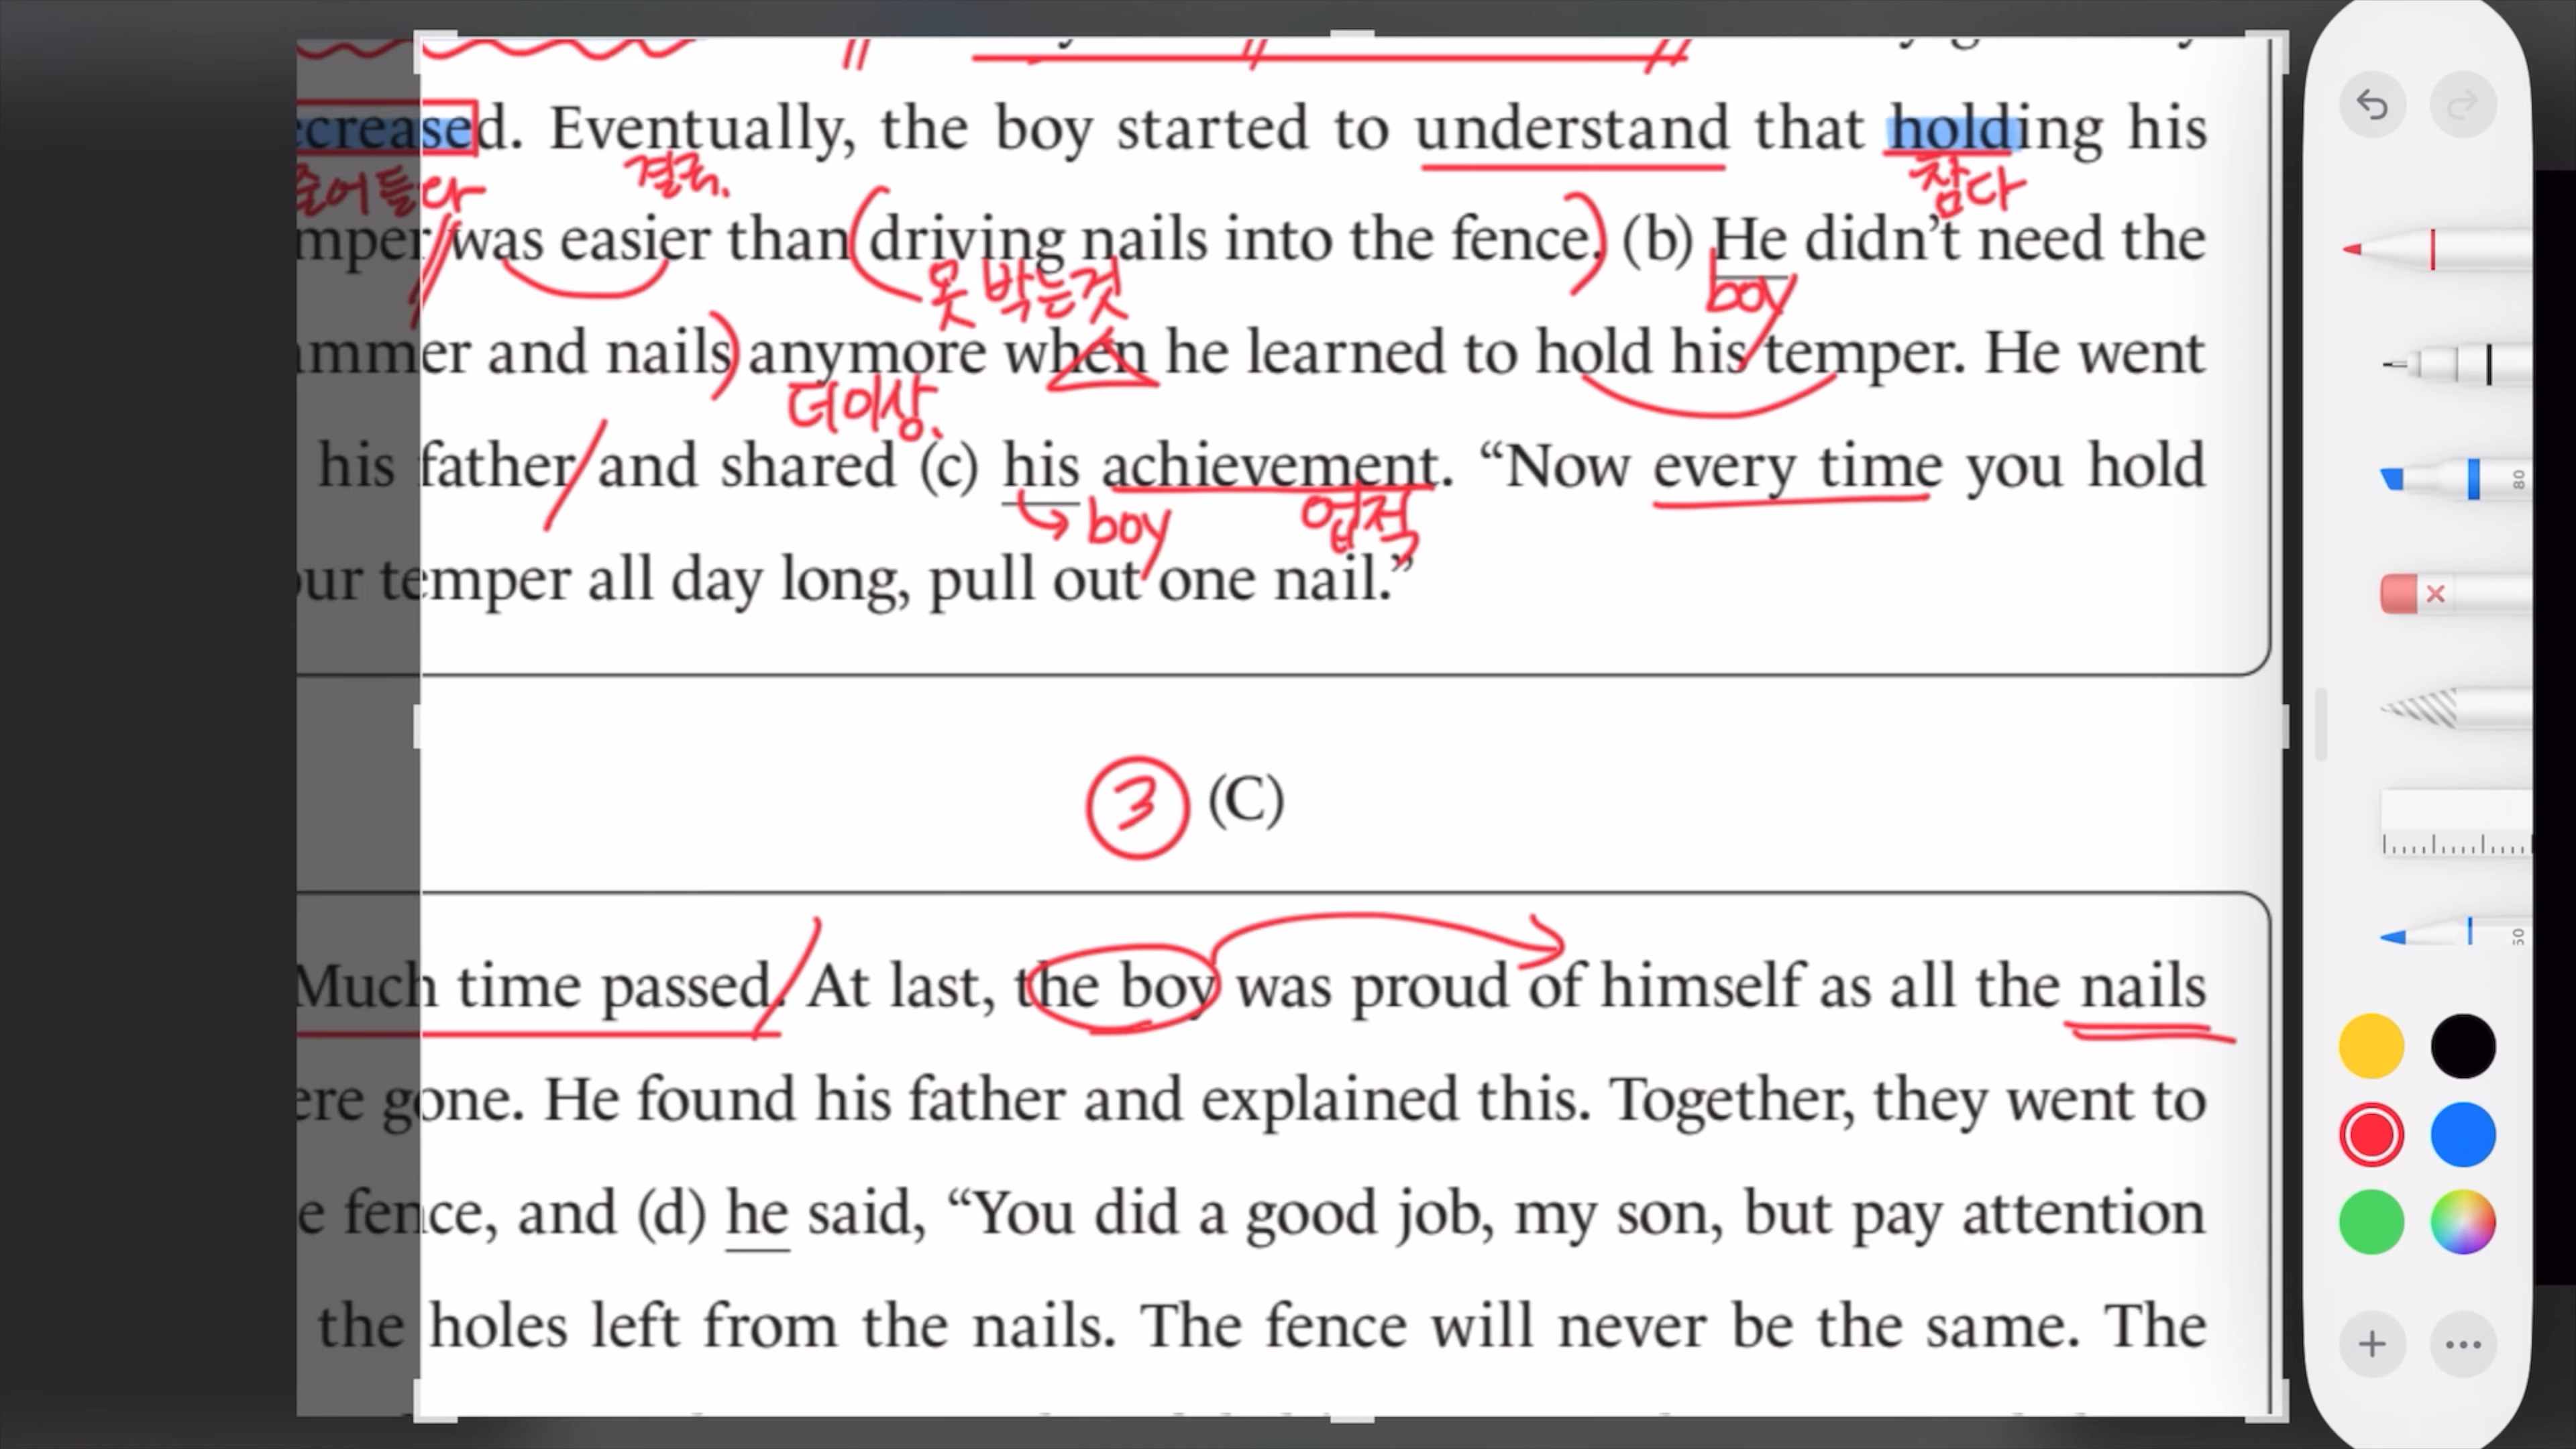 ecreased. Eventually, the boy started to understand that holding his
줄어들다 결국. 참다
mper was easier than driving nails into the fence. (b) He didn't need the
못 박는것 boy
ammer and nails) anymore when he learned to hold his temper. He went
더이상.
his father and shared (c) his achievement. “Now every time you hold
boy 업적
our temper all day long, pull out one nail.”
3 (C)
Much time passed. At last, the boy was proud of himself as all the nails
ere gone. He found his father and explained this. Together, they went to
e fence, and (d) he said, “You did a good job, my son, but pay attention
the holes left from the nails. The fence will never be the same. The
80
50